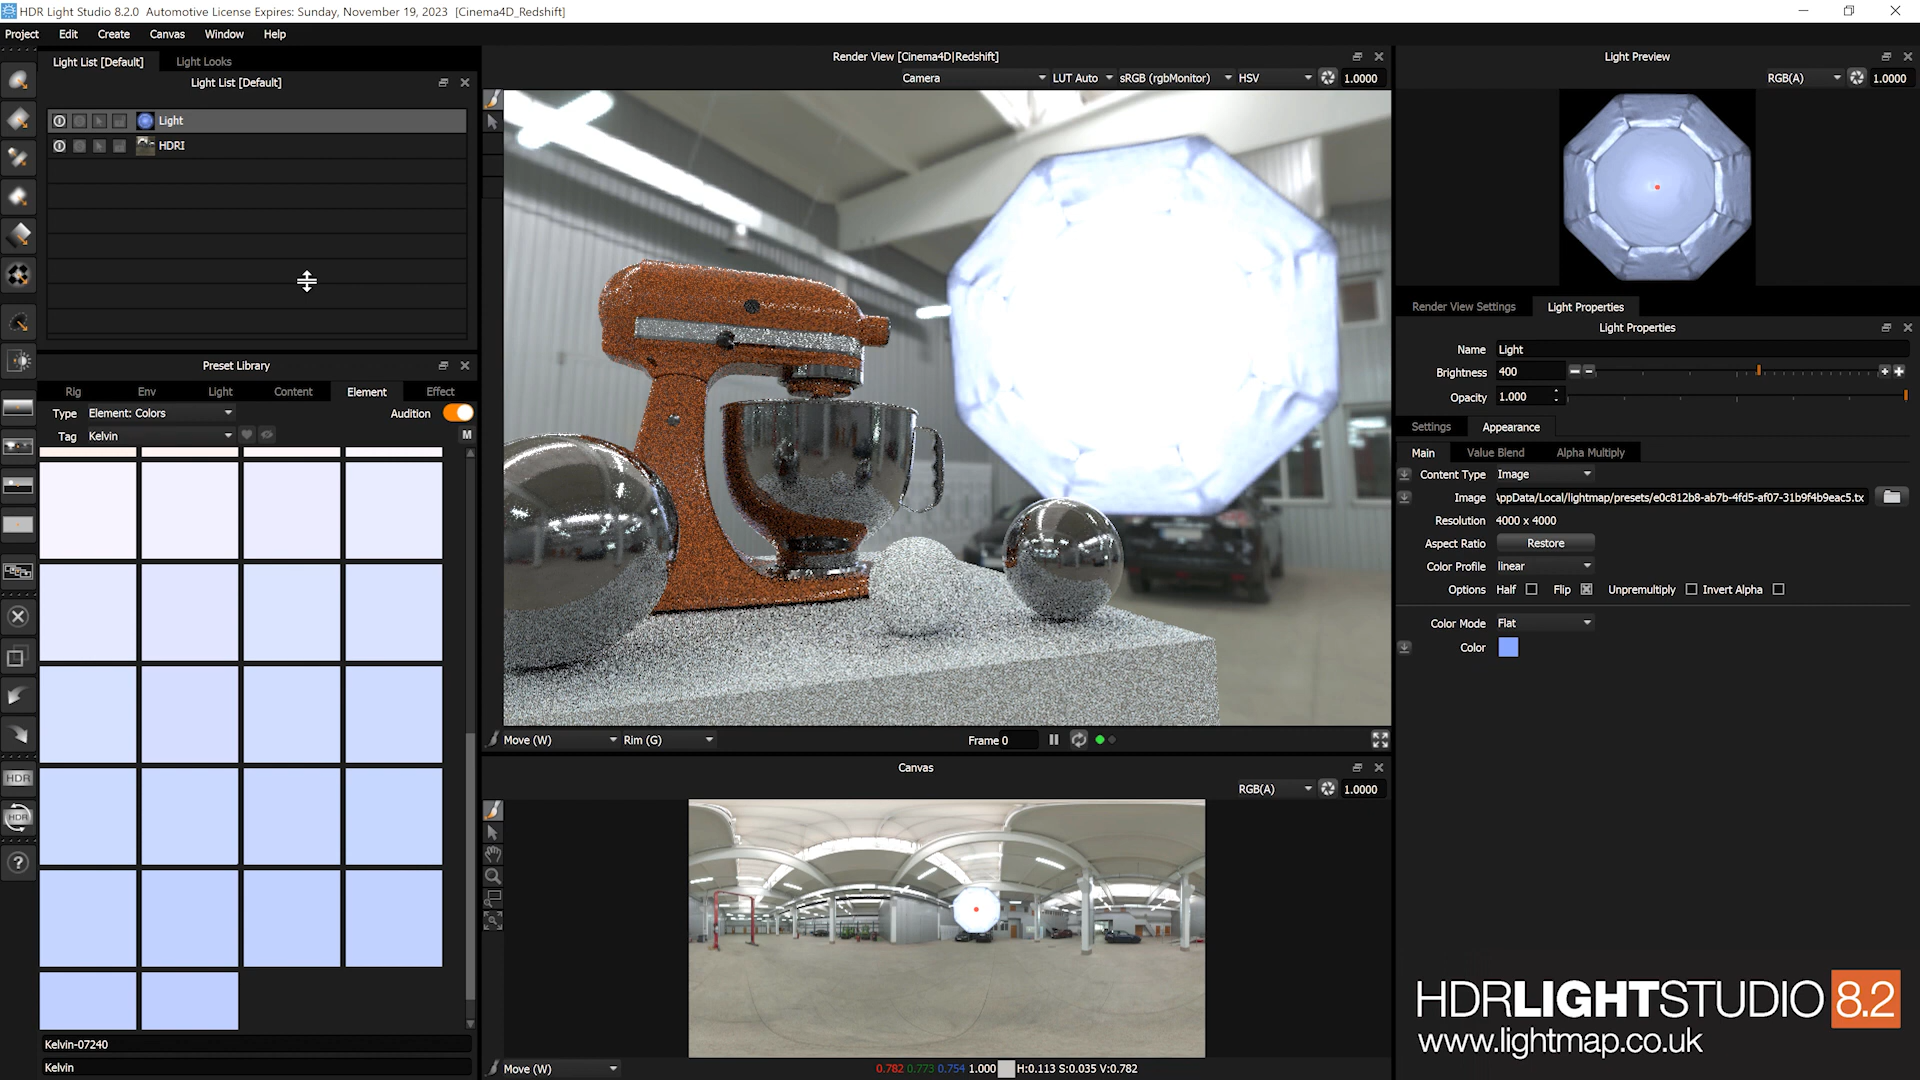 HDR Light Studio 8.2.0 Automotive License Expires: Sunday, November 19, 2023 [Cinema4D_Redshift]
Project Edit Create Canvas Window Help
Light List [Default] Light Looks
Light List [Default]
Light
HDRI
Preset Library
Rig Env Light Content Element Effect
Type Element: Colors Audition
Tag Kelvin M
Kelvin-07240
Kelvin
HDR
HDR
?
Render View [Cinema4D|Redshift]
Camera LUT Auto sRGB (rgbMonitor) HSV 1.0000
Move (W) Rim (G) Frame 0
Canvas
RGB(A) 1.0000
Move (W) 0.782 0.773 0.754 1.000 H:0.113 S:0.035 V:0.782
Light Preview
RGB(A) 1.0000
Render View Settings Light Properties
Light Properties
Name Light
Brightness 400
Opacity 1.000
Settings Appearance
Main Value Blend Alpha Multiply
Content Type Image
Image \ppData/Local/lightmap/presets/e0c812b8-ab7b-4fd5-af07-31b9f4b9eac5.tx
Resolution 4000 x 4000
Aspect Ratio Restore
Color Profile linear
Options Half Flip Unpremultiply Invert Alpha
Color Mode Flat
Color
HDRLIGHTSTUDIO 8.2
www.lightmap.co.uk